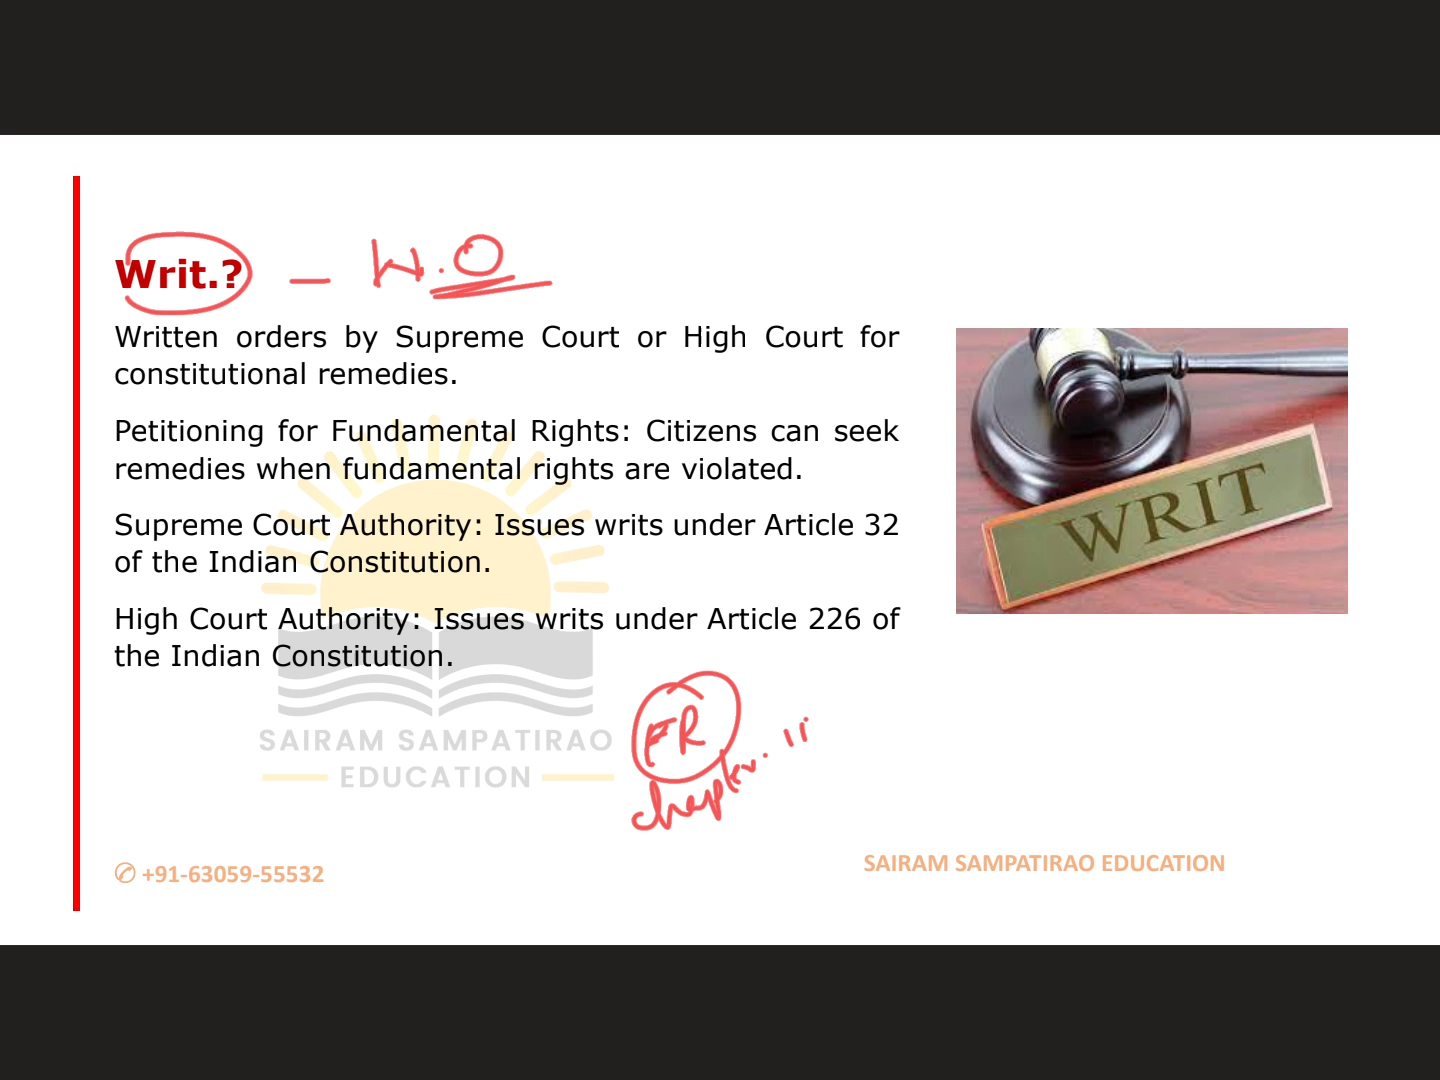 Writ.? – W.O
Written orders by Supreme Court or High Court for
constitutional remedies.
Petitioning for Fundamental Rights: Citizens can seek
remedies when fundamental rights are violated.
Supreme Court Authority: Issues writs under Article 32
of the Indian Constitution.
High Court Authority: Issues writs under Article 226 of
the Indian Constitution.
WRIT
FR
chapter. 11
SAIRAM SAMPATIRAO
EDUCATION
✆ +91-63059-55532
SAIRAM SAMPATIRAO EDUCATION